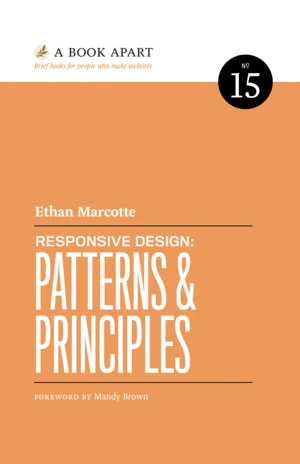 A BOOK APART
Brief books for people who make websites
Nº
15
Ethan Marcotte
RESPONSIVE DESIGN:
PATTERNS &
PRINCIPLES
FOREWORD BY Mandy Brown